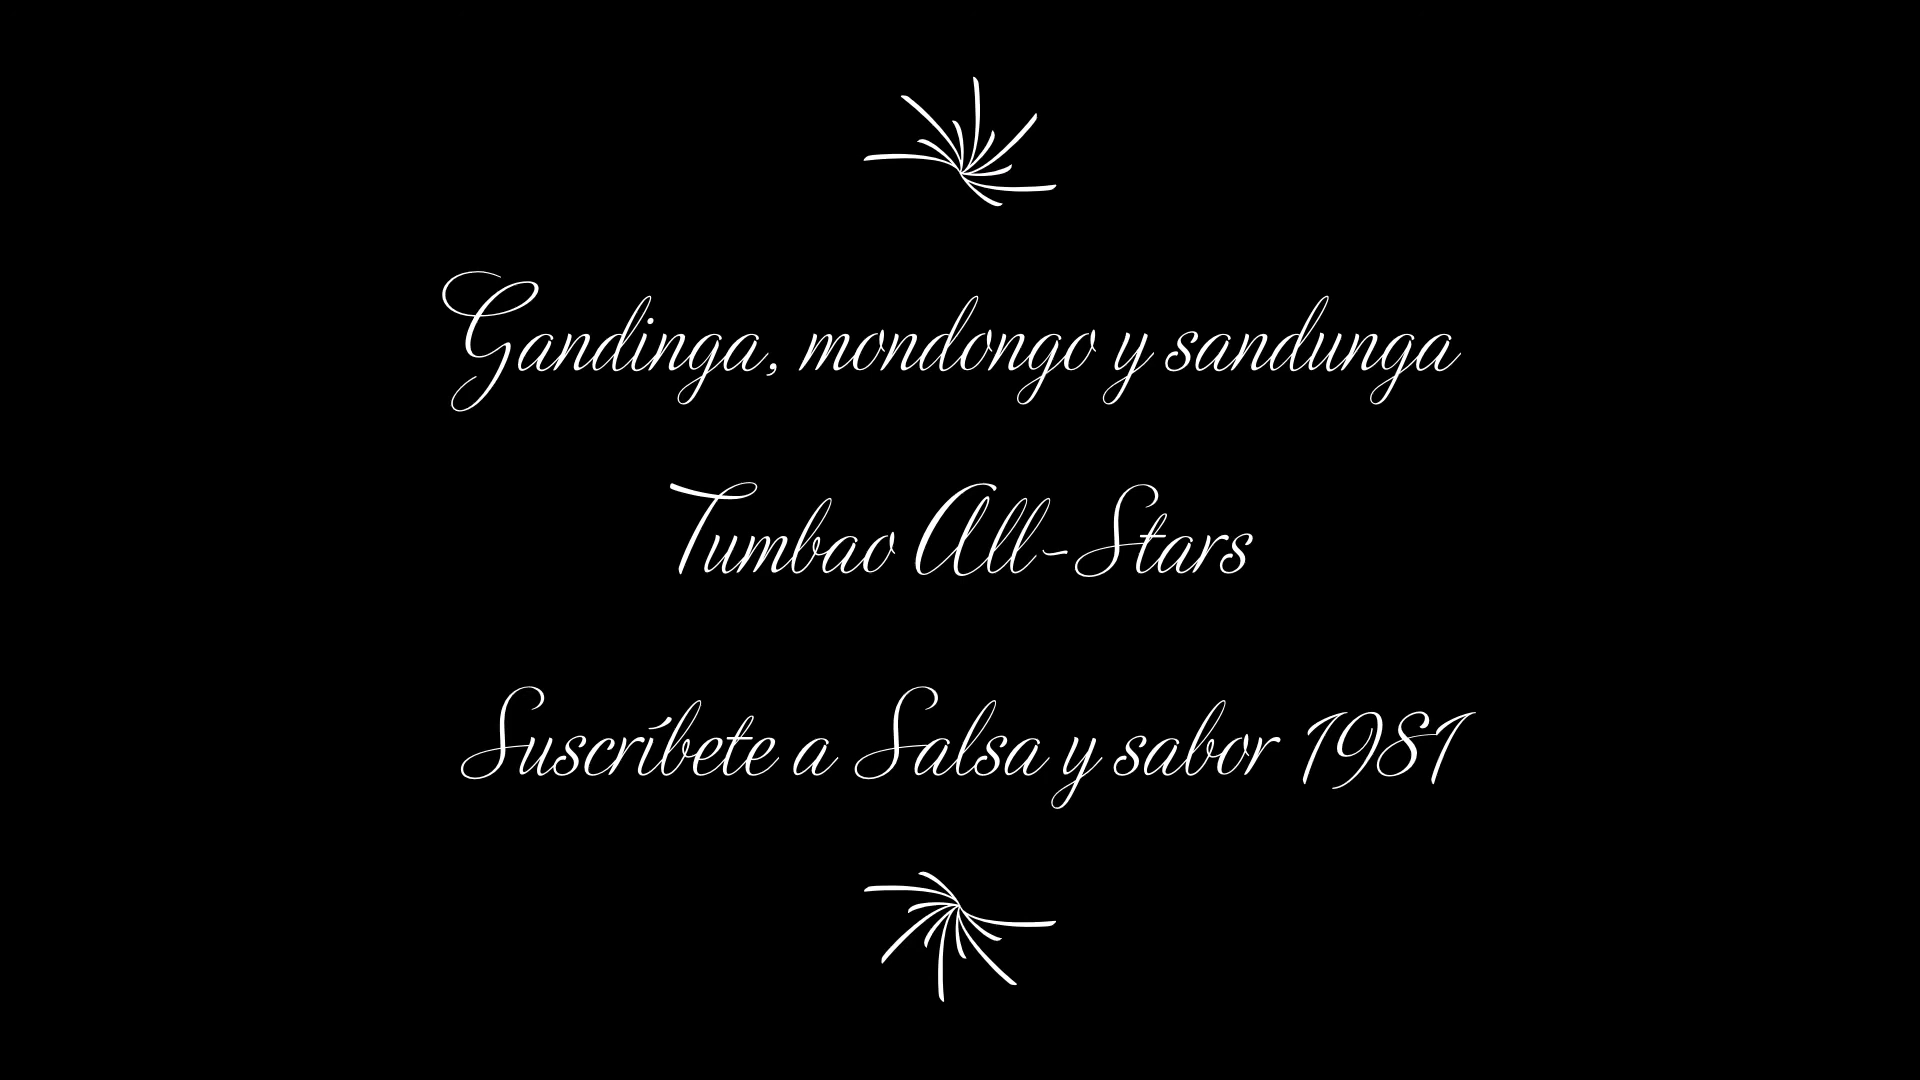 Gandinga, mondongo y sandunga
Tumbao All-Stars
Suscríbete a Salsa y sabor 1981